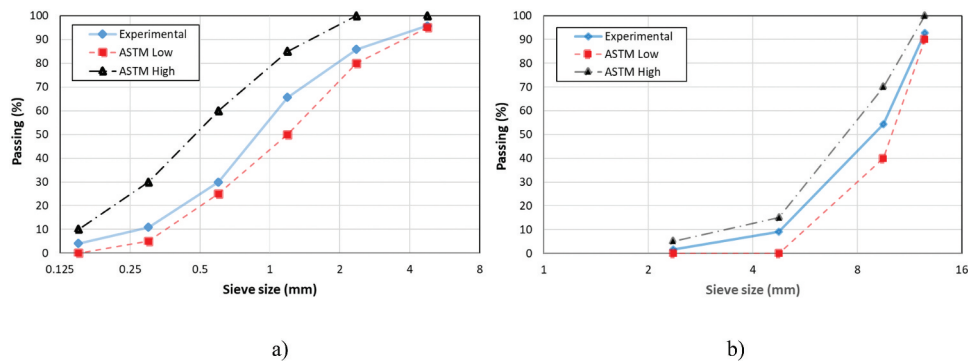 100
90
80
70
60
50
40
30
20
10
0
Passing (%)
Experimental
ASTM Low
ASTM High
0.125 0.25 0.5 1 2 4 8
Sieve size (mm)
a)
100
90
80
70
60
50
40
30
20
10
0
Passing (%)
Experimental
ASTM Low
ASTM High
1 2 4 8 16
Sieve size (mm)
b)